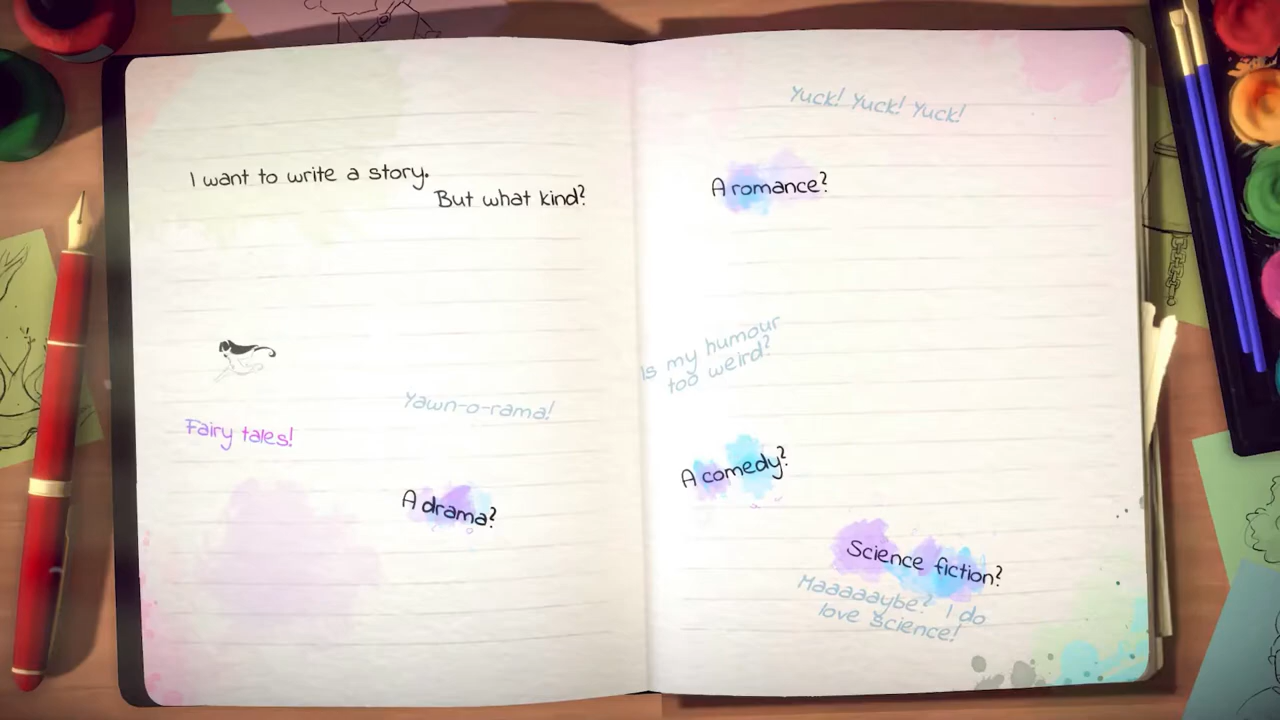 I want to write a story.
But what kind?
Yawn-o-rama!
Fairy tales!
A drama?
Yuck! Yuck! Yuck!
A romance?
Is my humour
too weird?
A comedy?
Science fiction?
Maaaaaybe? I do
love science!